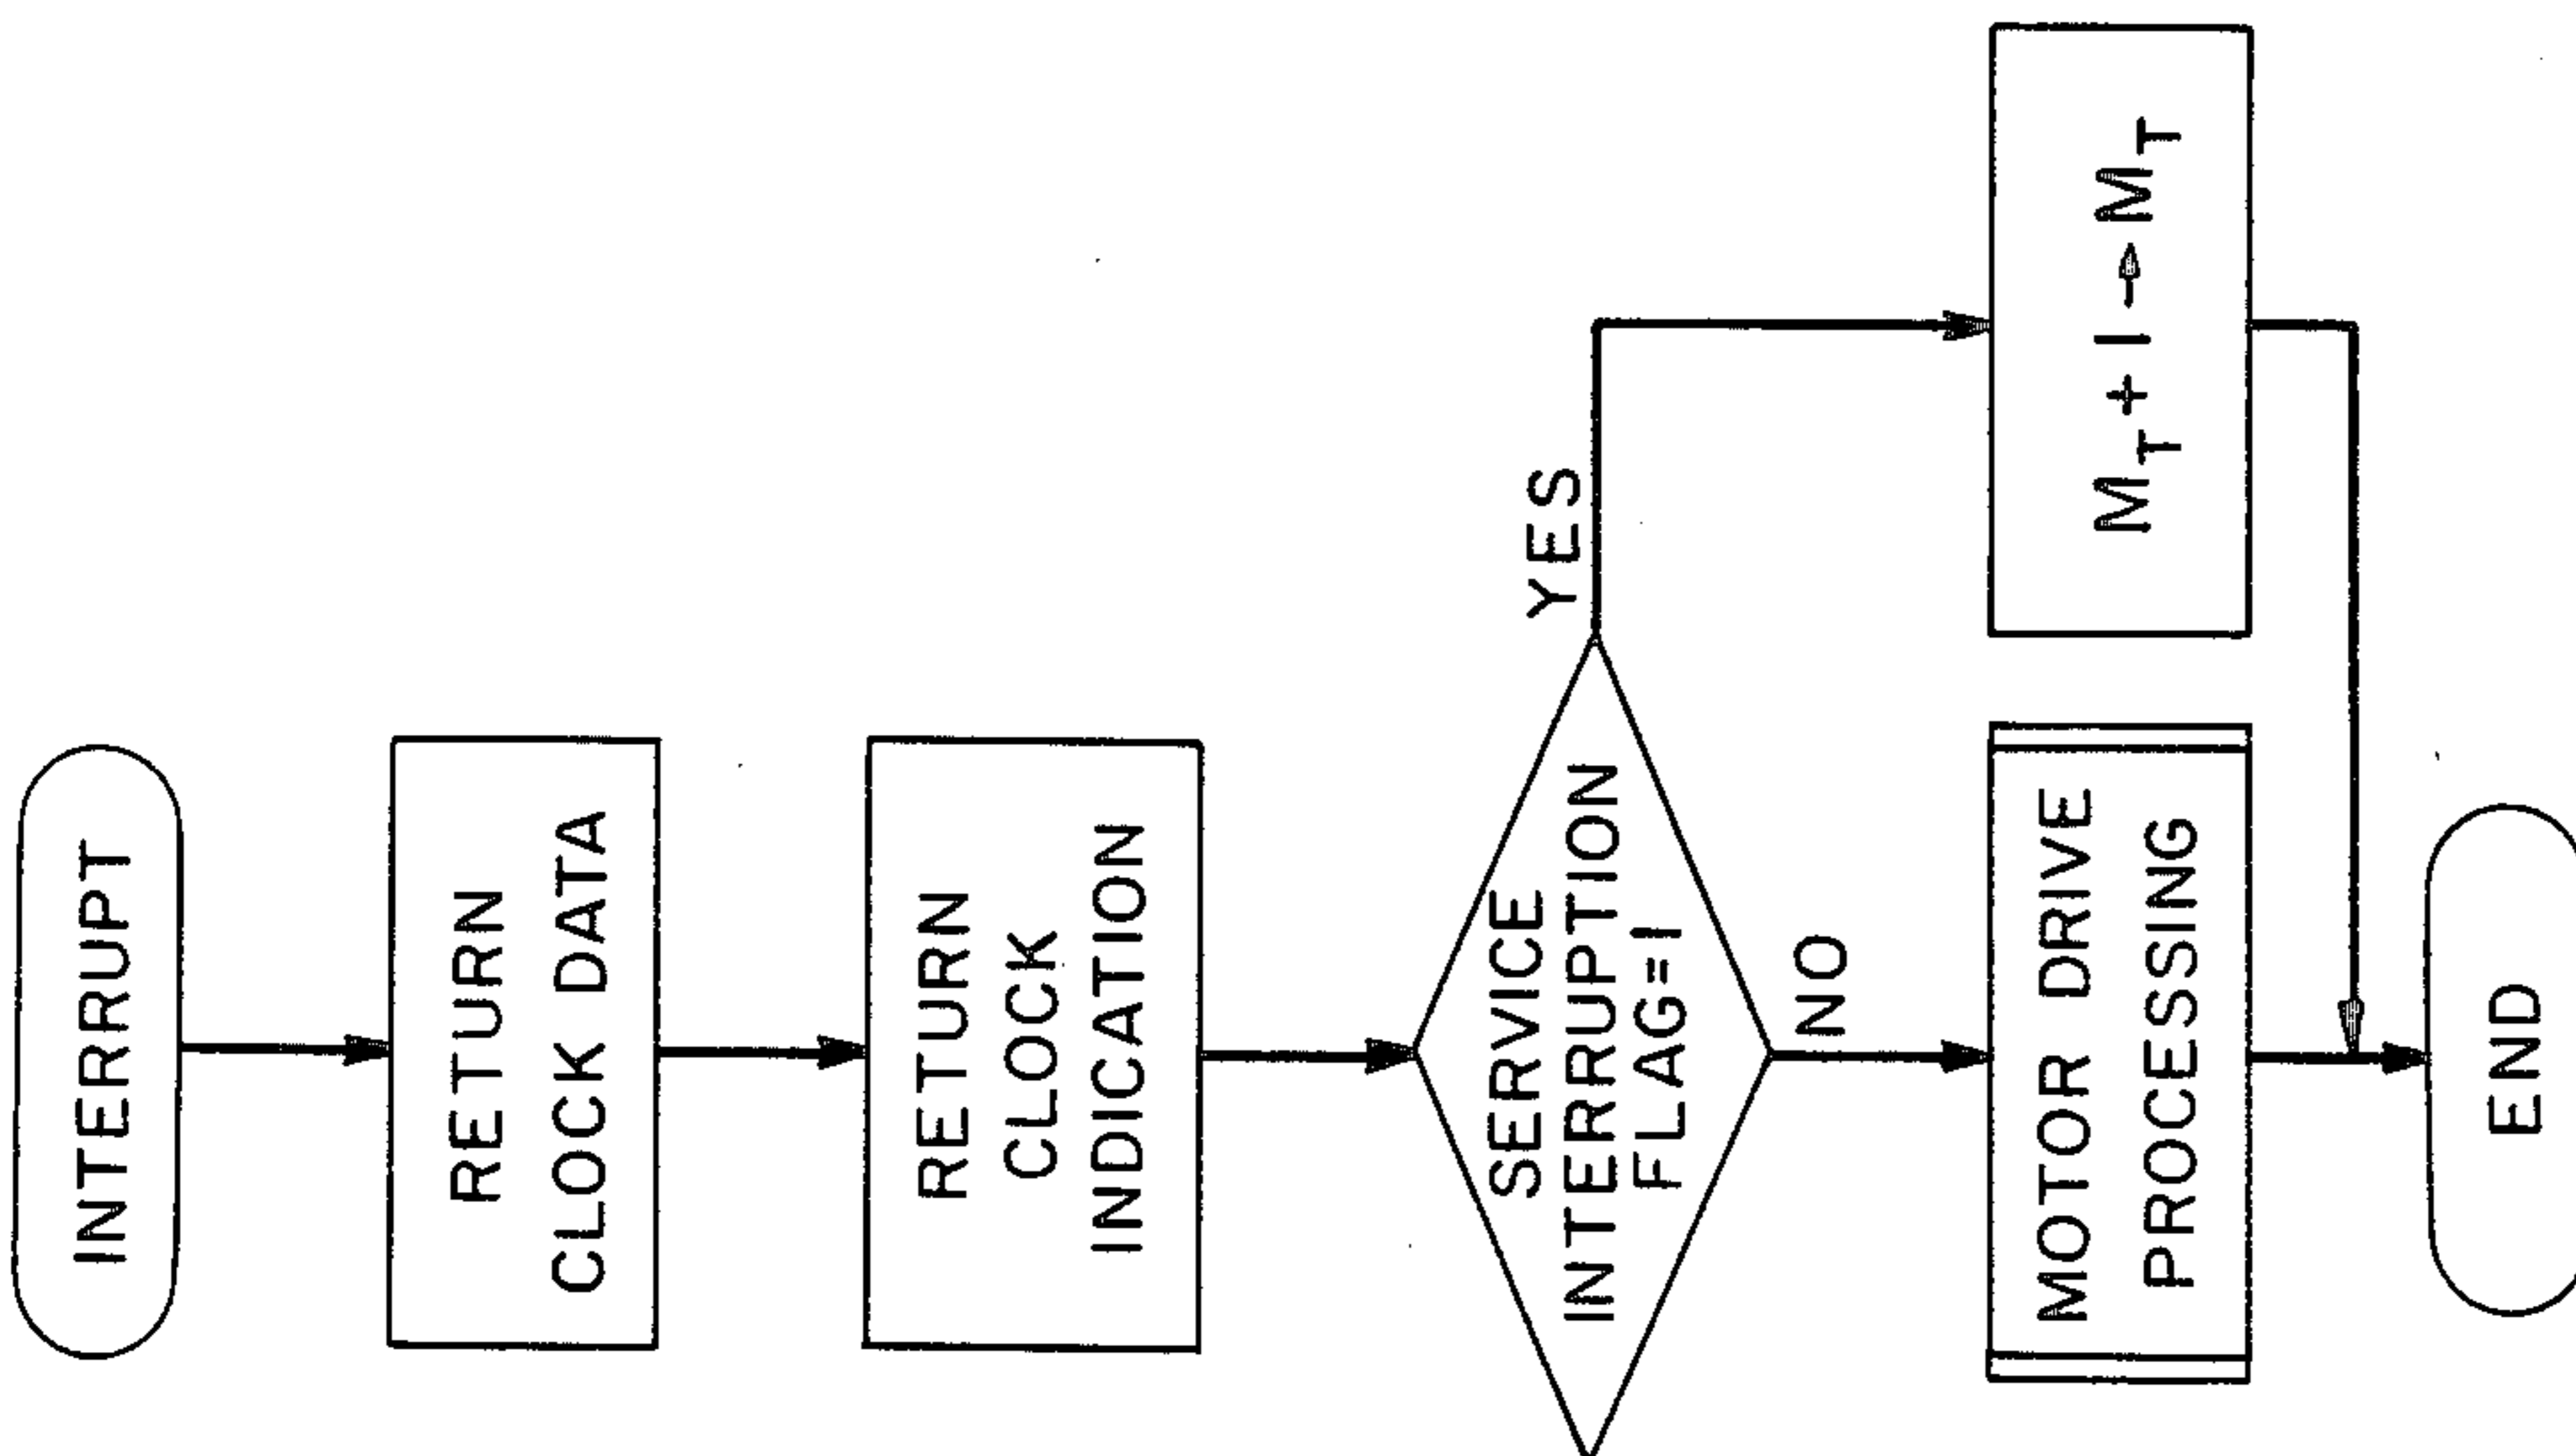 INTERRUPT
RETURN
CLOCK DATA
RETURN
CLOCK
INDICATION
SERVICE
INTERRUPTION
FLAG=1
YES
NO
M_T + 1 → M_T
MOTOR DRIVE
PROCESSING
END